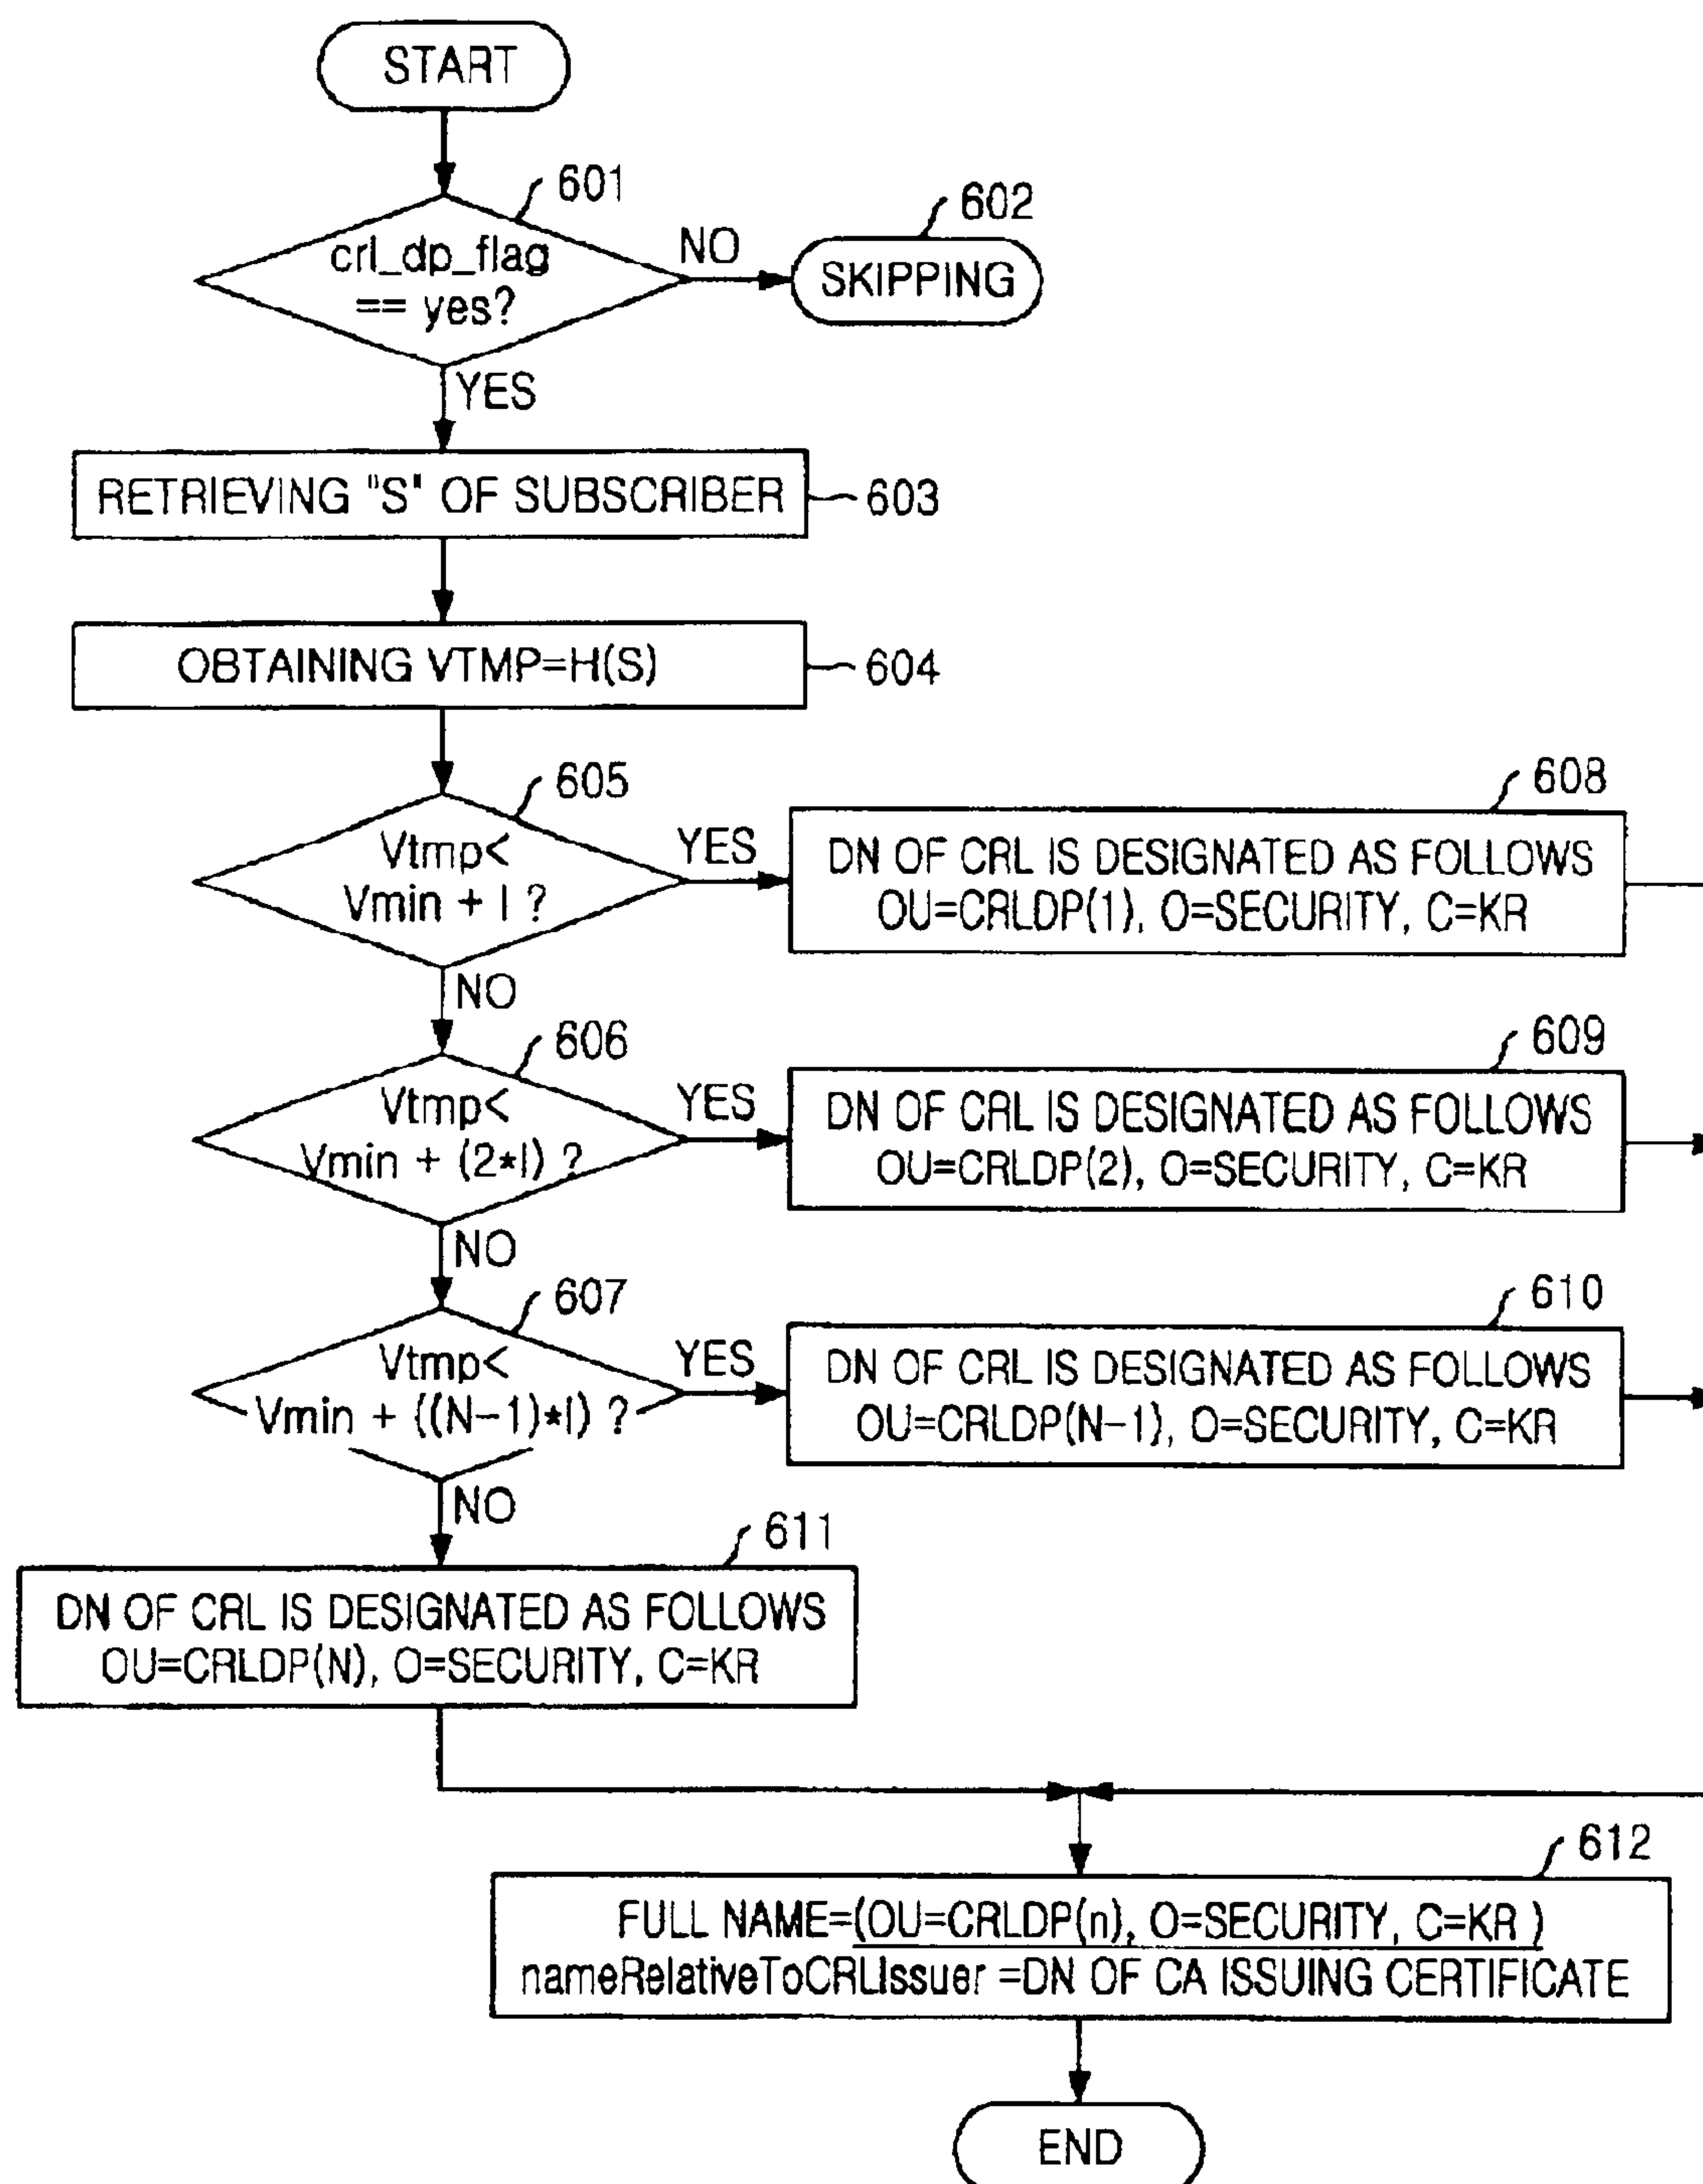 START
601
crl_dp_flag
== yes?
NO
602
SKIPPING
YES
RETRIEVING "S" OF SUBSCRIBER
603
OBTAINING VTMP=H(S)
604
605
Vtmp<
Vmin + I ?
YES
608
DN OF CRL IS DESIGNATED AS FOLLOWS
OU=CRLDP(1), O=SECURITY, C=KR
NO
606
Vtmp<
Vmin + (2*I) ?
YES
609
DN OF CRL IS DESIGNATED AS FOLLOWS
OU=CRLDP(2), O=SECURITY, C=KR
NO
607
Vtmp<
Vmin + ((N-1)*I) ?
YES
610
DN OF CRL IS DESIGNATED AS FOLLOWS
OU=CRLDP(N-1), O=SECURITY, C=KR
NO
611
DN OF CRL IS DESIGNATED AS FOLLOWS
OU=CRLDP(N), O=SECURITY, C=KR
612
FULL NAME=(OU=CRLDP(n), O=SECURITY, C=KR )
nameRelativeToCRLIssuer =DN OF CA ISSUING CERTIFICATE
END